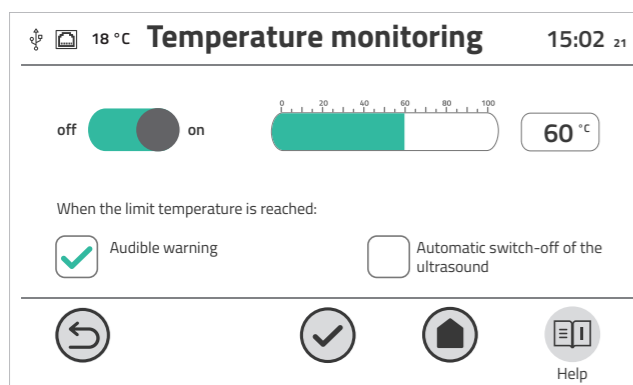 18 °C Temperature monitoring 15:02 21
0 20 40 60 80 100
off on 60 °C
When the limit temperature is reached:
Audible warning
Automatic switch-off of the
ultrasound
Help